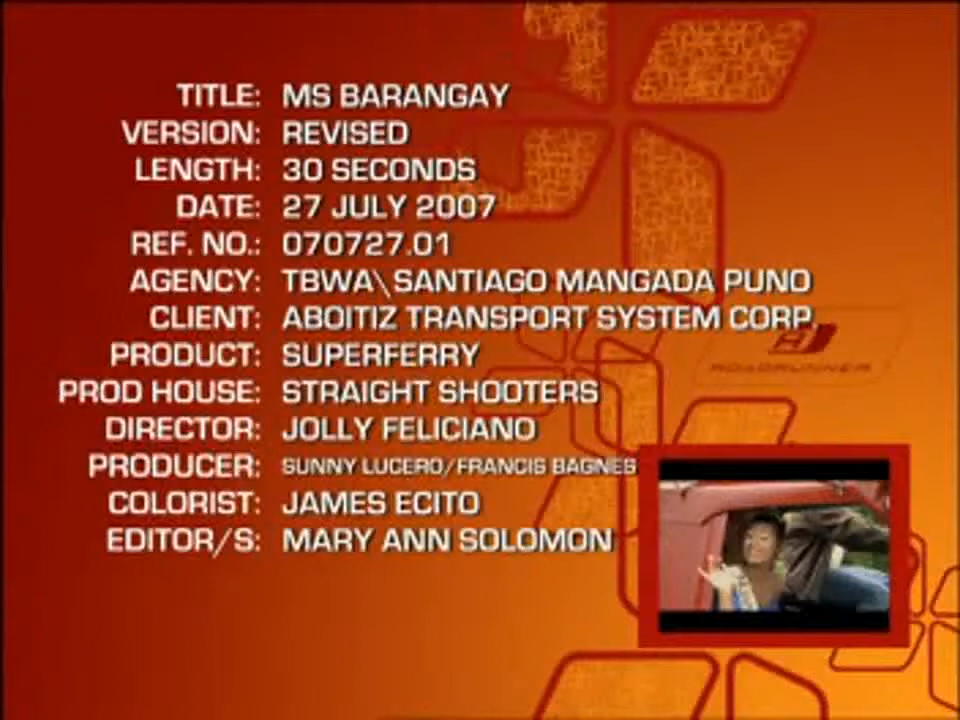 TITLE: MS BARANGAY
VERSION: REVISED
LENGTH: 30 SECONDS
DATE: 27 JULY 2007
REF. NO.: 070727.01
AGENCY: TBWA\SANTIAGO MANGADA PUNO
CLIENT: ABOITIZ TRANSPORT SYSTEM CORP.
ROADRUNNER
PRODUCT: SUPERFERRY
PROD HOUSE: STRAIGHT SHOOTERS
DIRECTOR: JOLLY FELICIANO
PRODUCER: SUNNY LUCERO/FRANCIS BAGNES
COLORIST: JAMES ECITO
EDITOR/S: MARY ANN SOLOMON